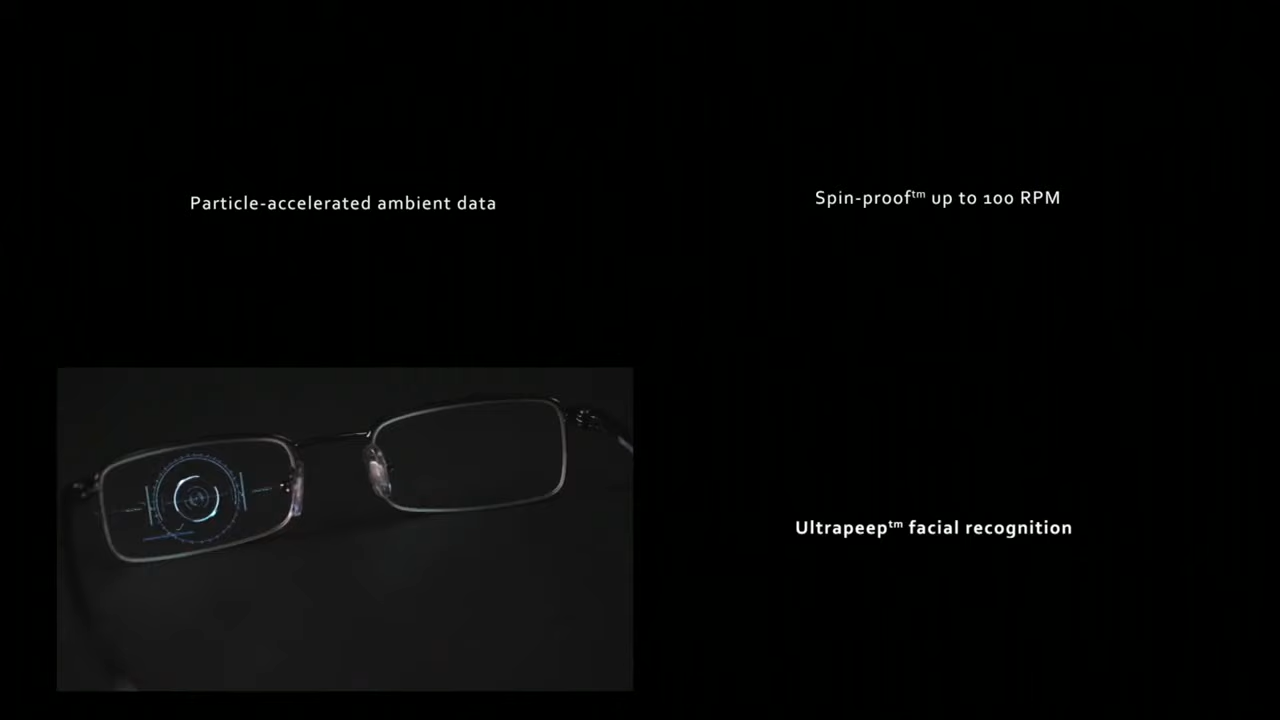 Particle-accelerated ambient data
Spin-proof™ up to 100 RPM
Ultrapeep™ facial recognition